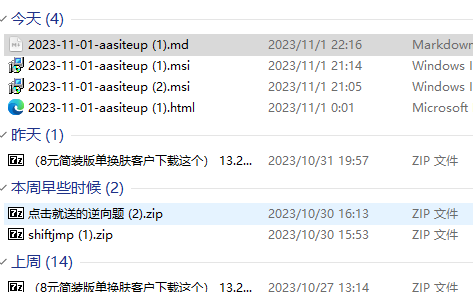 今天 (4)
2023-11-01-aasiteup (1).md 2023/11/1 22:16 Markdown
2023-11-01-aasiteup (1).msi 2023/11/1 21:14 Windows I
2023-11-01-aasiteup (2).msi 2023/11/1 21:05 Windows I
2023-11-01-aasiteup (1).html 2023/11/1 0:01 Microsoft
昨天 (1)
（8元简装版单换肤客户下载这个） 13.2... 2023/10/31 19:57 ZIP 文件
本周早些时候 (2)
点击就送的逆向题 (2).zip 2023/10/30 16:13 ZIP 文件
shiftjmp (1).zip 2023/10/30 15:53 ZIP 文件
上周 (14)
（8元简装版单换肤客户下载这个） 13.2... 2023/10/27 13:14 ZIP 文件